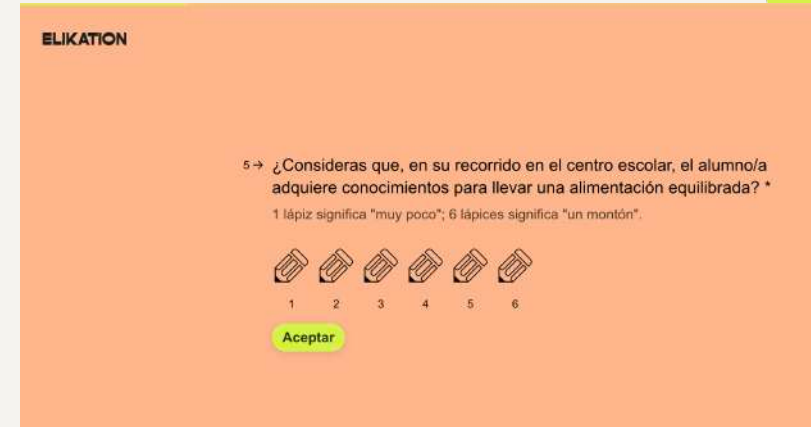 ELIKATION
5→ ¿Consideras que, en su recorrido en el centro escolar, el alumno/a
adquiere conocimientos para llevar una alimentación equilibrada? *
1 lápiz significa "muy poco"; 6 lápices significa "un montón".
1 2 3 4 5 6
Aceptar